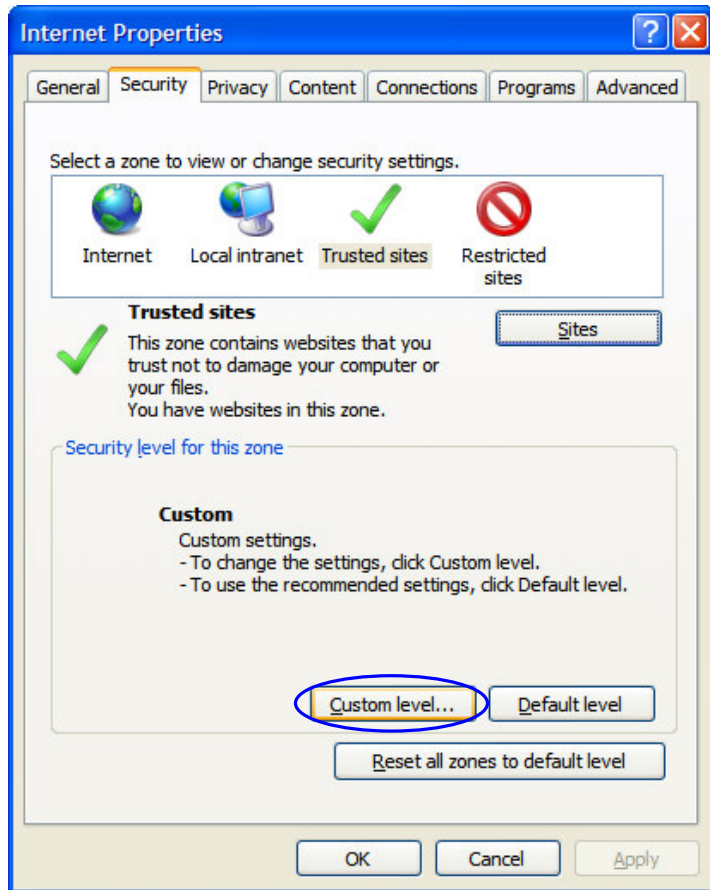 Internet Properties
?
General Security Privacy Content Connections Programs Advanced
Select a zone to view or change security settings.
Internet Local intranet Trusted sites Restricted sites
Trusted sites
Sites
This zone contains websites that you
trust not to damage your computer or
your files.
You have websites in this zone.
Security level for this zone
Custom
Custom settings.
- To change the settings, click Custom level.
- To use the recommended settings, click Default level.
Custom level... Default level
Reset all zones to default level
OK Cancel Apply